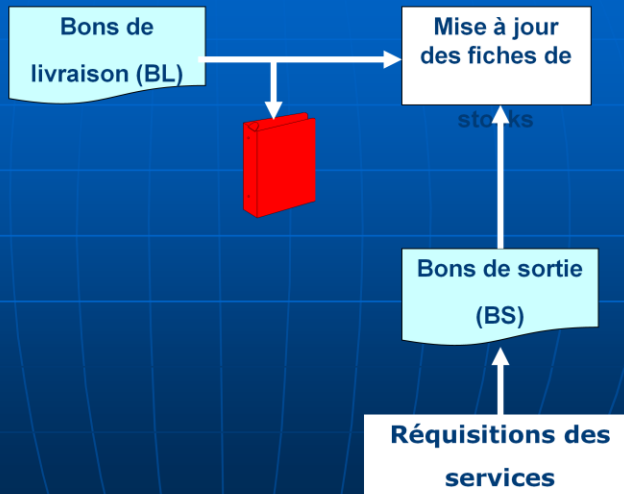 Bons de
livraison (BL)
Mise à jour
des fiches de
stocks
Bons de sortie
(BS)
Réquisitions des
services